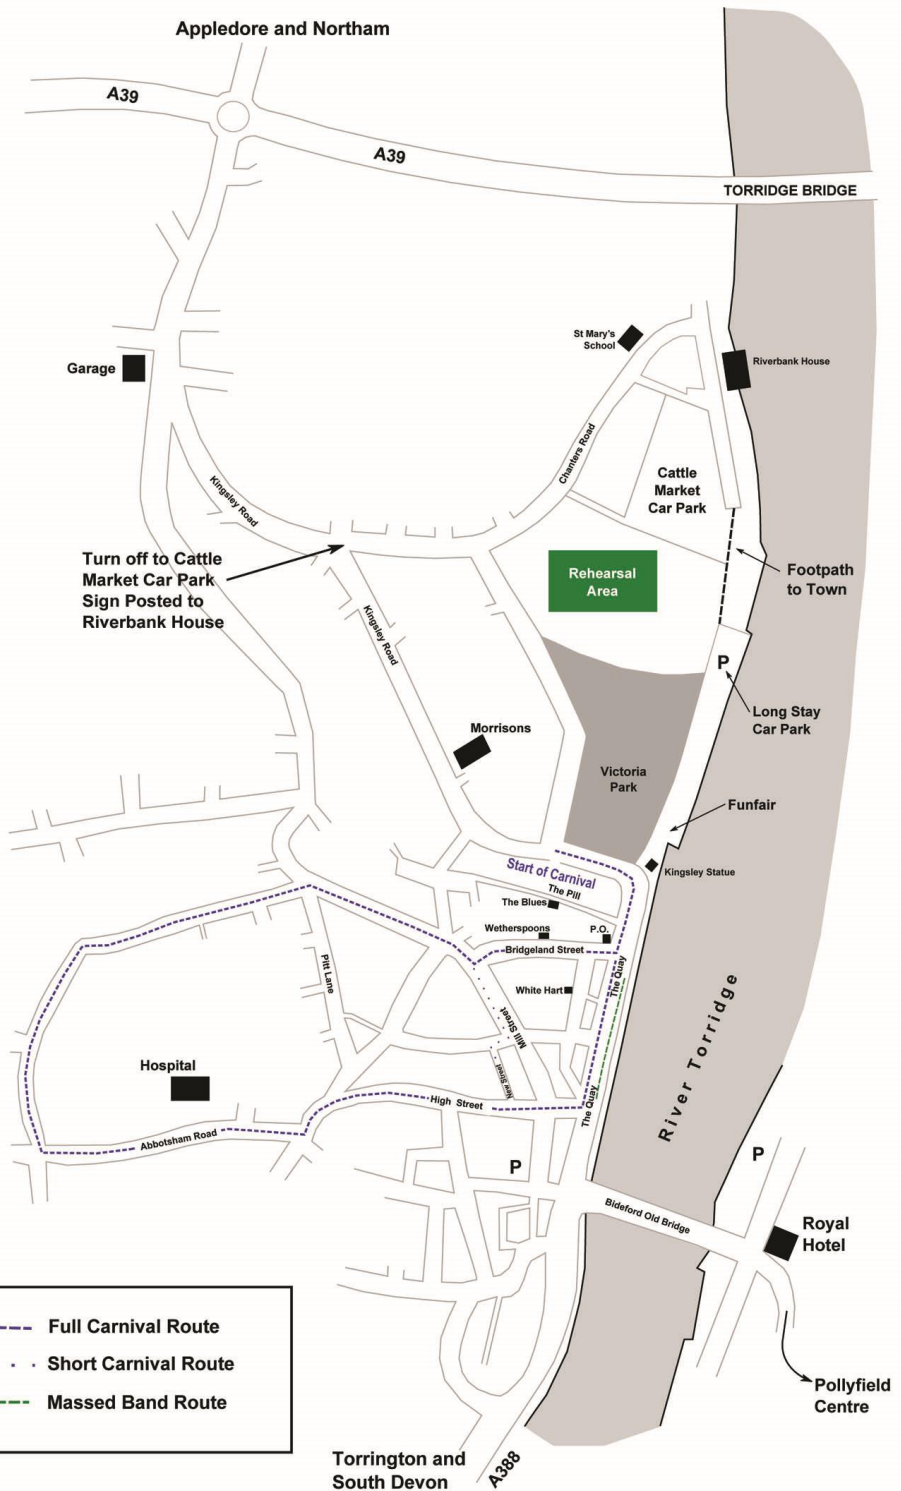 Appledore and Northam
A39
A39
TORRIDGE BRIDGE
St Mary's
School
Riverbank House
Garage
Chanters Road
Cattle
Market
Car Park
Kingsley Road
Turn off to Cattle
Market Car Park
Sign Posted to
Riverbank House
Rehearsal
Area
Footpath
to Town
Kingsley Road
P
Long Stay
Car Park
Morrisons
Victoria
Park
Funfair
Start of Carnival
Kingsley Statue
The Pill
The Blues
Wetherspoons
P.O.
Bridgeland Street
Pitt Lane
The Quay
White Hart
Mill Street
River Torridge
Hospital
New Street
High Street
The Quay
Abbotsham Road
P
P
Bideford Old Bridge
Royal
Hotel
Full Carnival Route
Short Carnival Route
Massed Band Route
Pollyfield
Centre
Torrington and
South Devon
A388